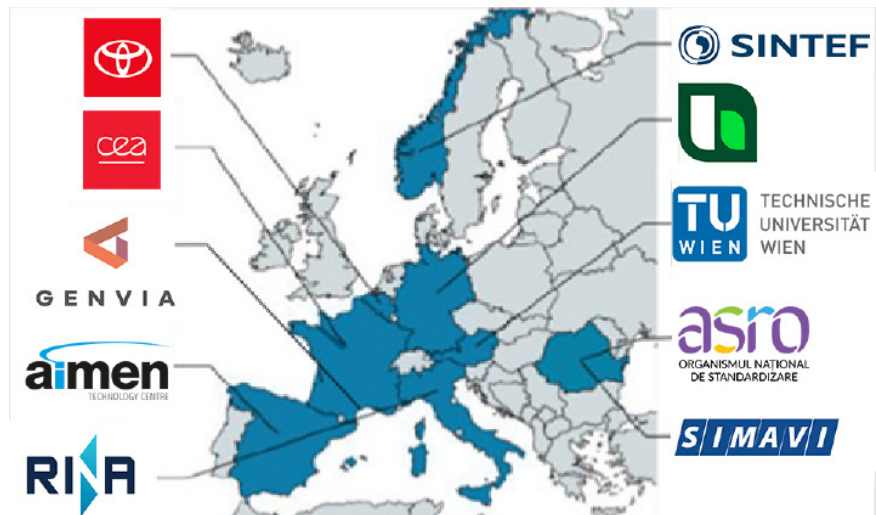 cea
GENVIA
aimen
TECHNOLOGY CENTRE
RINA
SINTEF
TU
WIEN
TECHNISCHE
UNIVERSITÄT
WIEN
asro
ORGANISMUL NAȚIONAL
DE STANDARDIZARE
SIMAVI